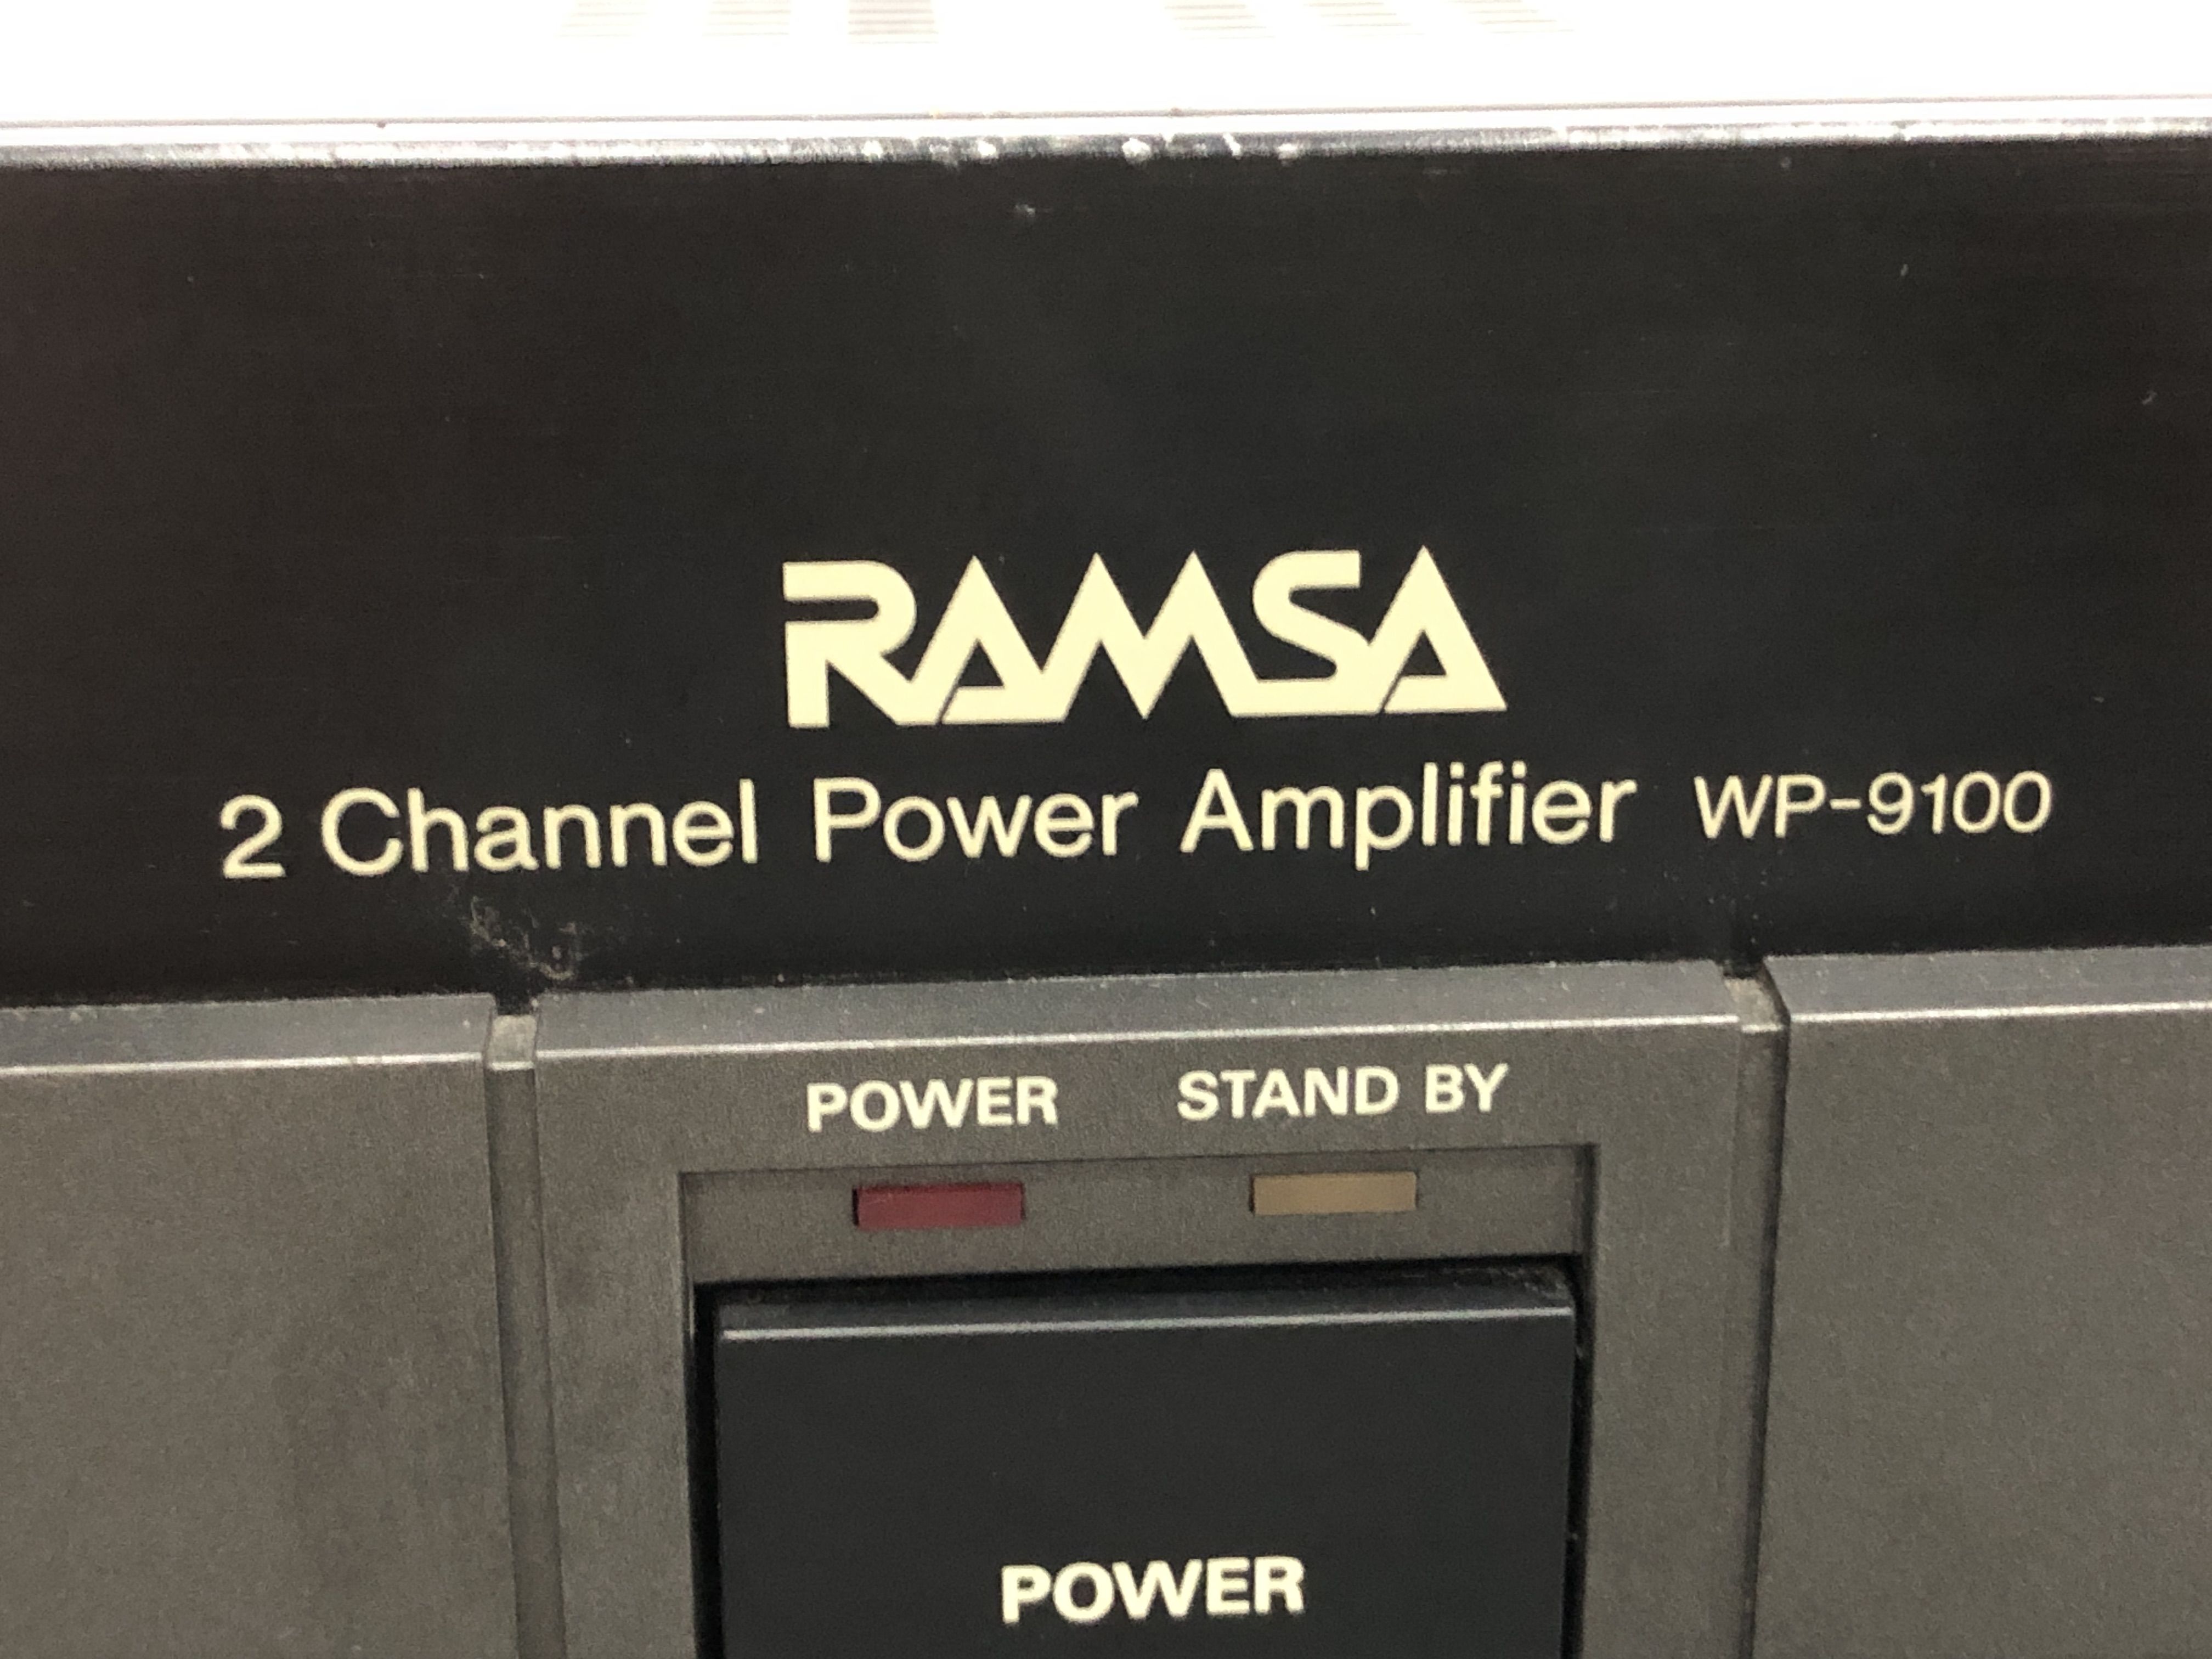 RAMSA
2 Channel Power Amplifier WP-9100
POWER STAND BY
POWER